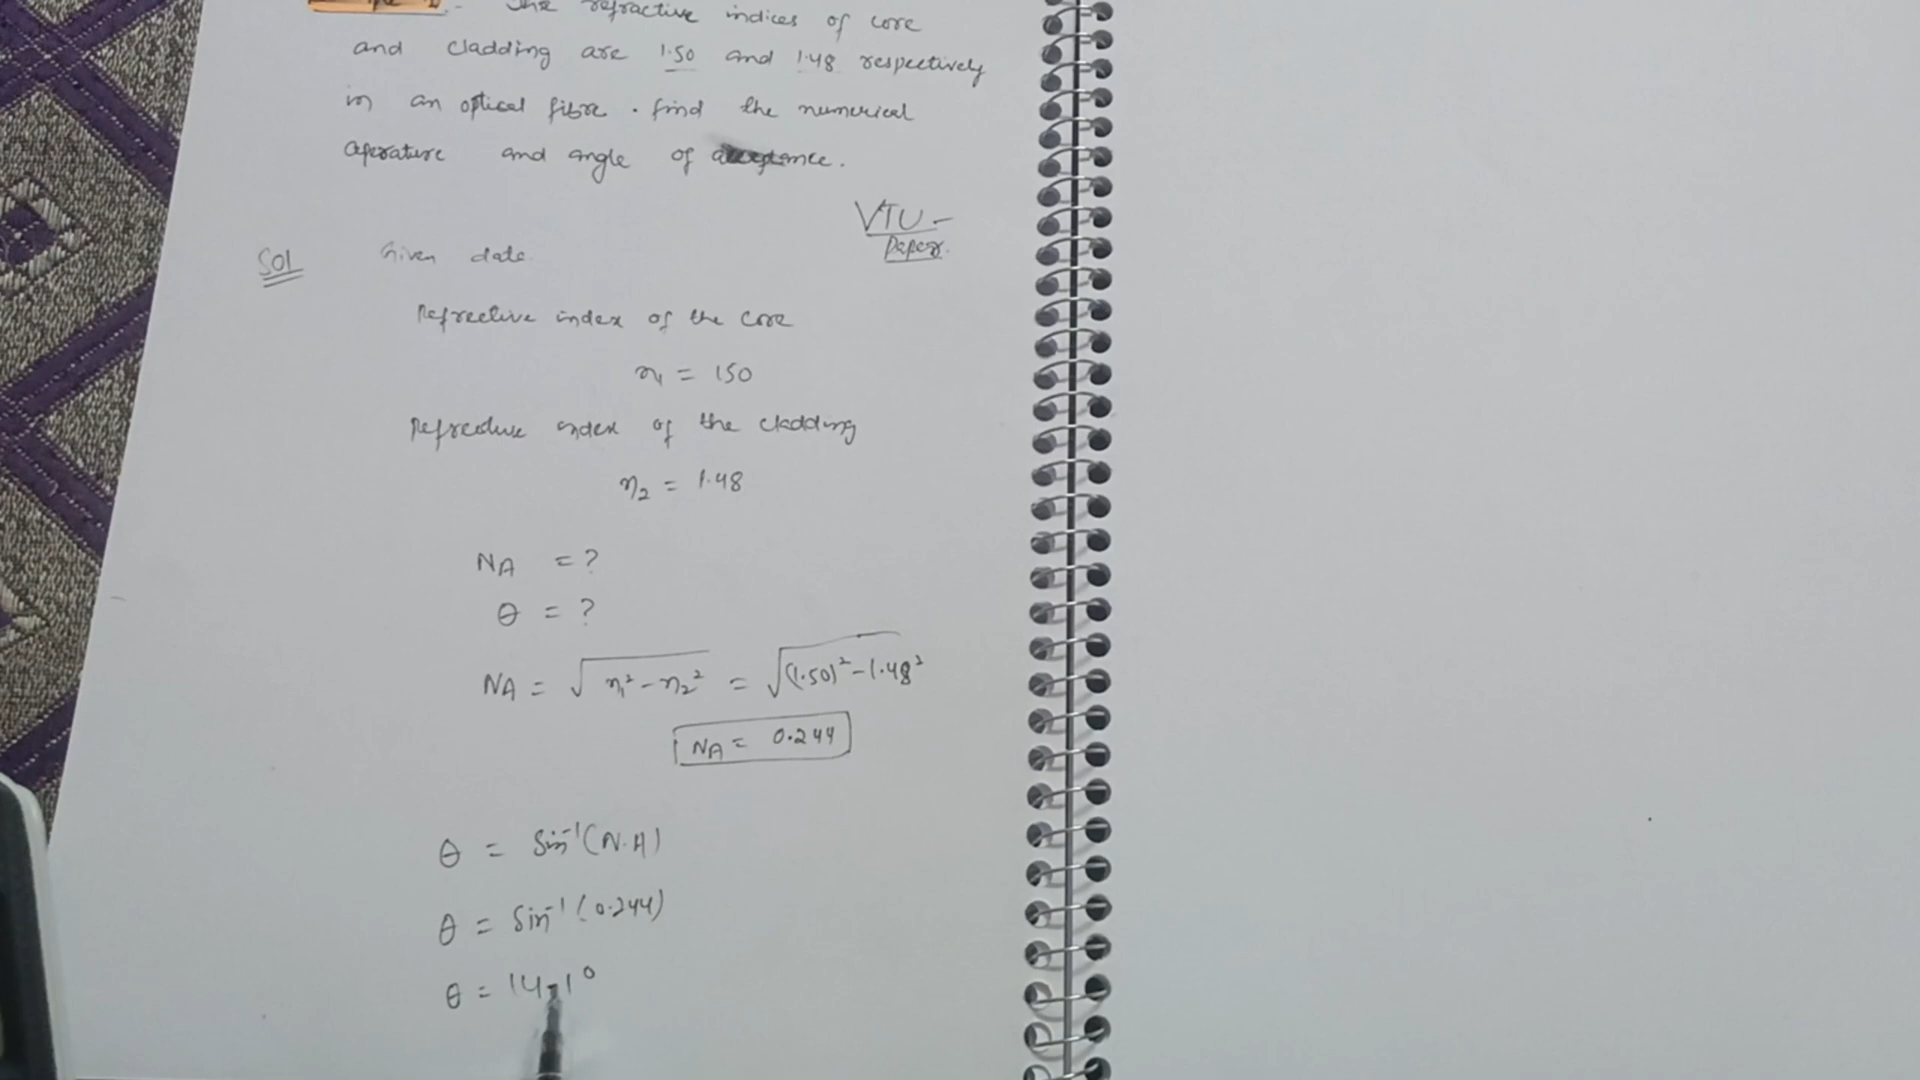 The refractive indices of core
and cladding are 1.50 and 1.48 respectively
in an optical fibre. find the numerical
aperature and angle of acceptance.
VTU -
Paper.
Sol
Given date
Refrective index of the core
n₁ = 150
Refrective index of the cladding
n₂ = 1.48
NA = ?
θ = ?
NA = √n₁² - n₂² = √(1.50)² - 1.48²
NA = 0.244
θ = Sin⁻¹(N.A)
θ = Sin⁻¹(0.244)
θ = 14.1°